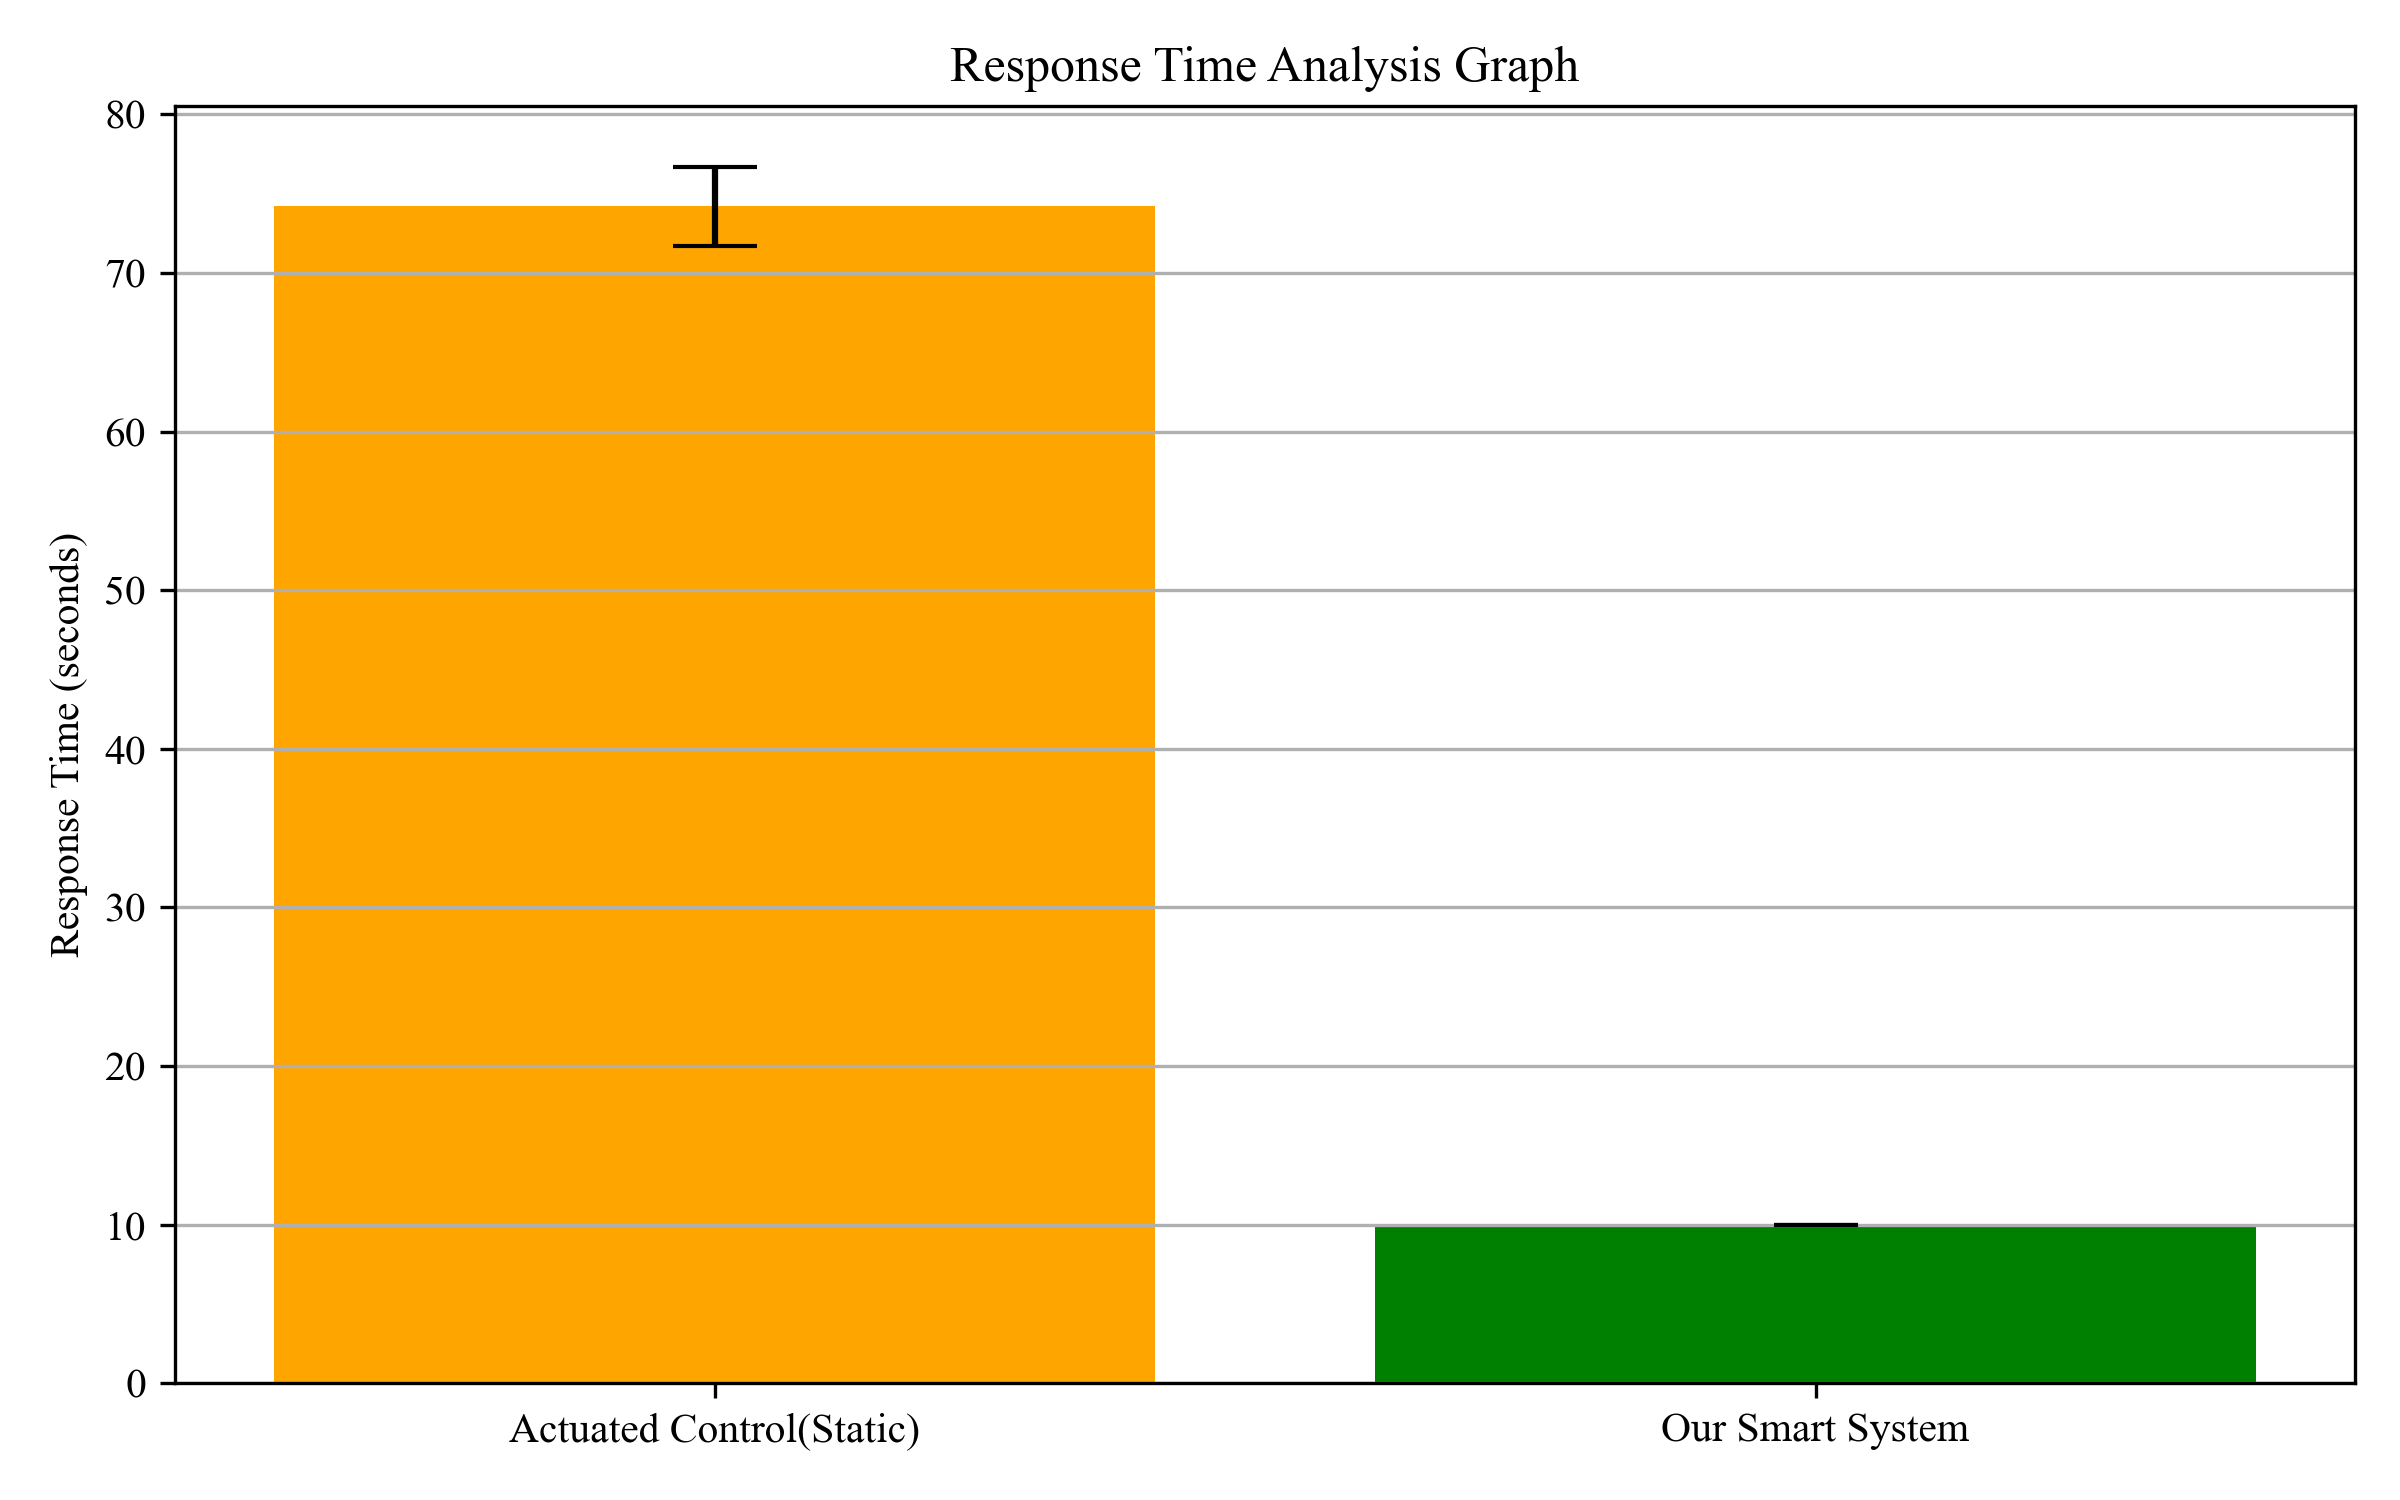 Response Time Analysis Graph
80
70
60
50
40
30
20
10
0
Response Time (seconds)
Actuated Control(Static)
Our Smart System